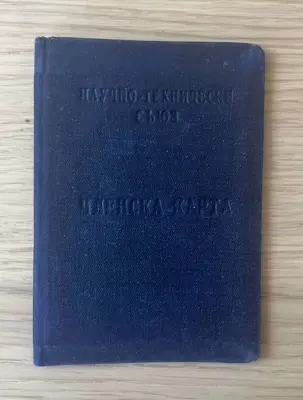 НАУЧНО-ТЕХНИЧЕСКИ
СЪЮЗ
ЧЛЕНСКА КАРТА